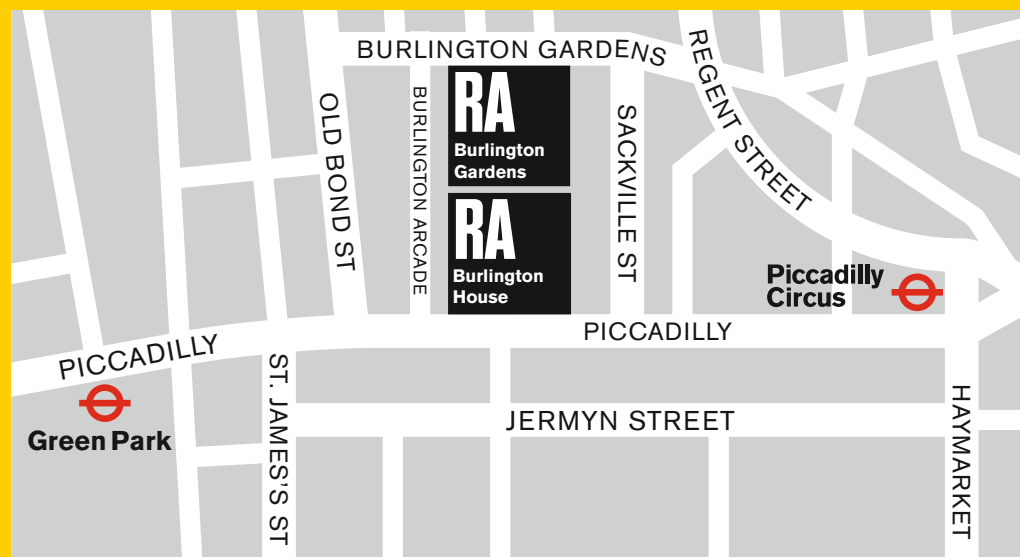 BURLINGTON GARDENS
REGENT STREET
OLD BOND ST
BURLINGTON ARCADE
RA
Burlington
Gardens
SACKVILLE ST
RA
Burlington
House
Piccadilly
Circus
PICCADILLY
PICCADILLY
Green Park
ST. JAMES'S ST
JERMYN STREET
HAYMARKET